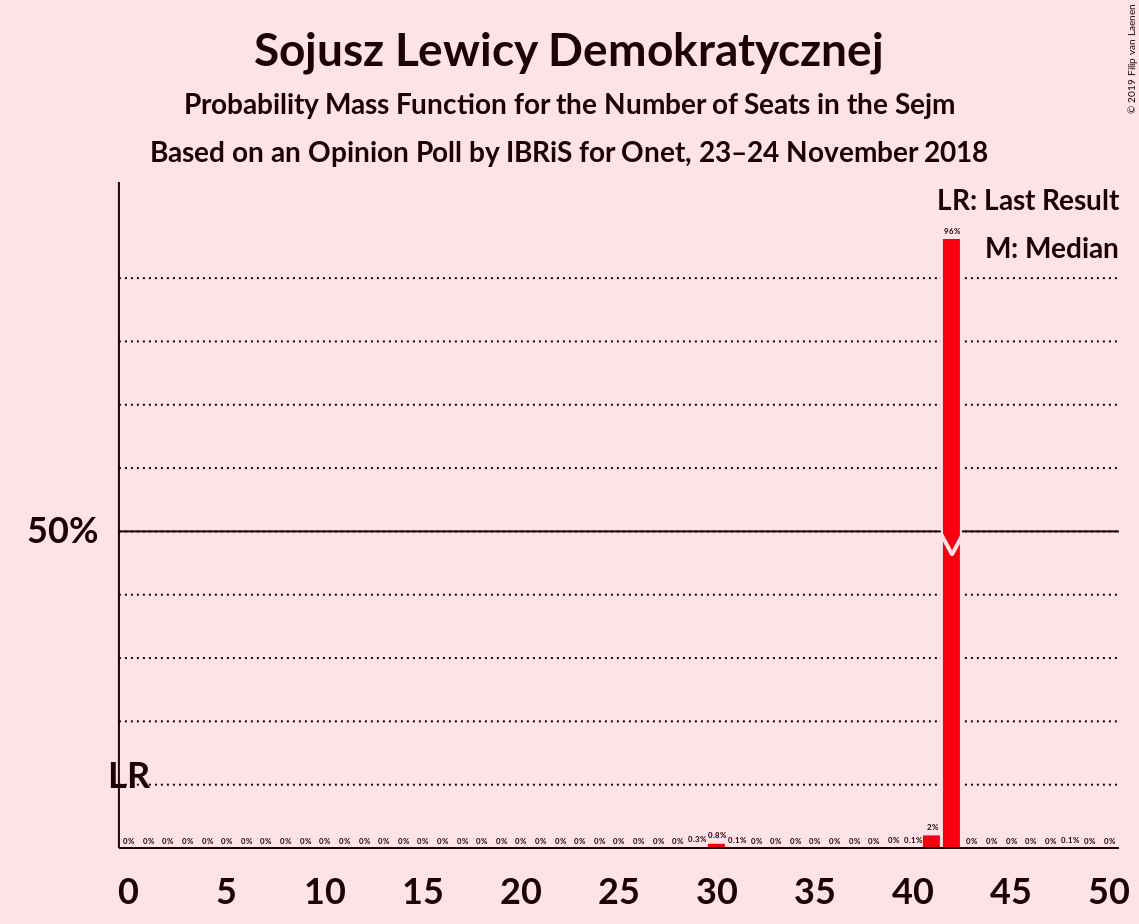 Sojusz Lewicy Demokratycznej
Probability Mass Function for the Number of Seats in the Sejm
Based on an Opinion Poll by IBRiS for Onet, 23–24 November 2018
© 2019 Filip van Laenen
LR: Last Result
M: Median
96%
50%
LR
0% 0% 0% 0% 0% 0% 0% 0% 0% 0% 0% 0% 0% 0% 0% 0% 0% 0% 0% 0% 0% 0% 0% 0% 0% 0% 0% 0% 0% 0.3% 0.8% 0.1% 0% 0% 0% 0% 0% 0% 0% 0% 0.1% 2% 0% 0% 0% 0% 0% 0.1% 0% 0%
0 5 10 15 20 25 30 35 40 45 50